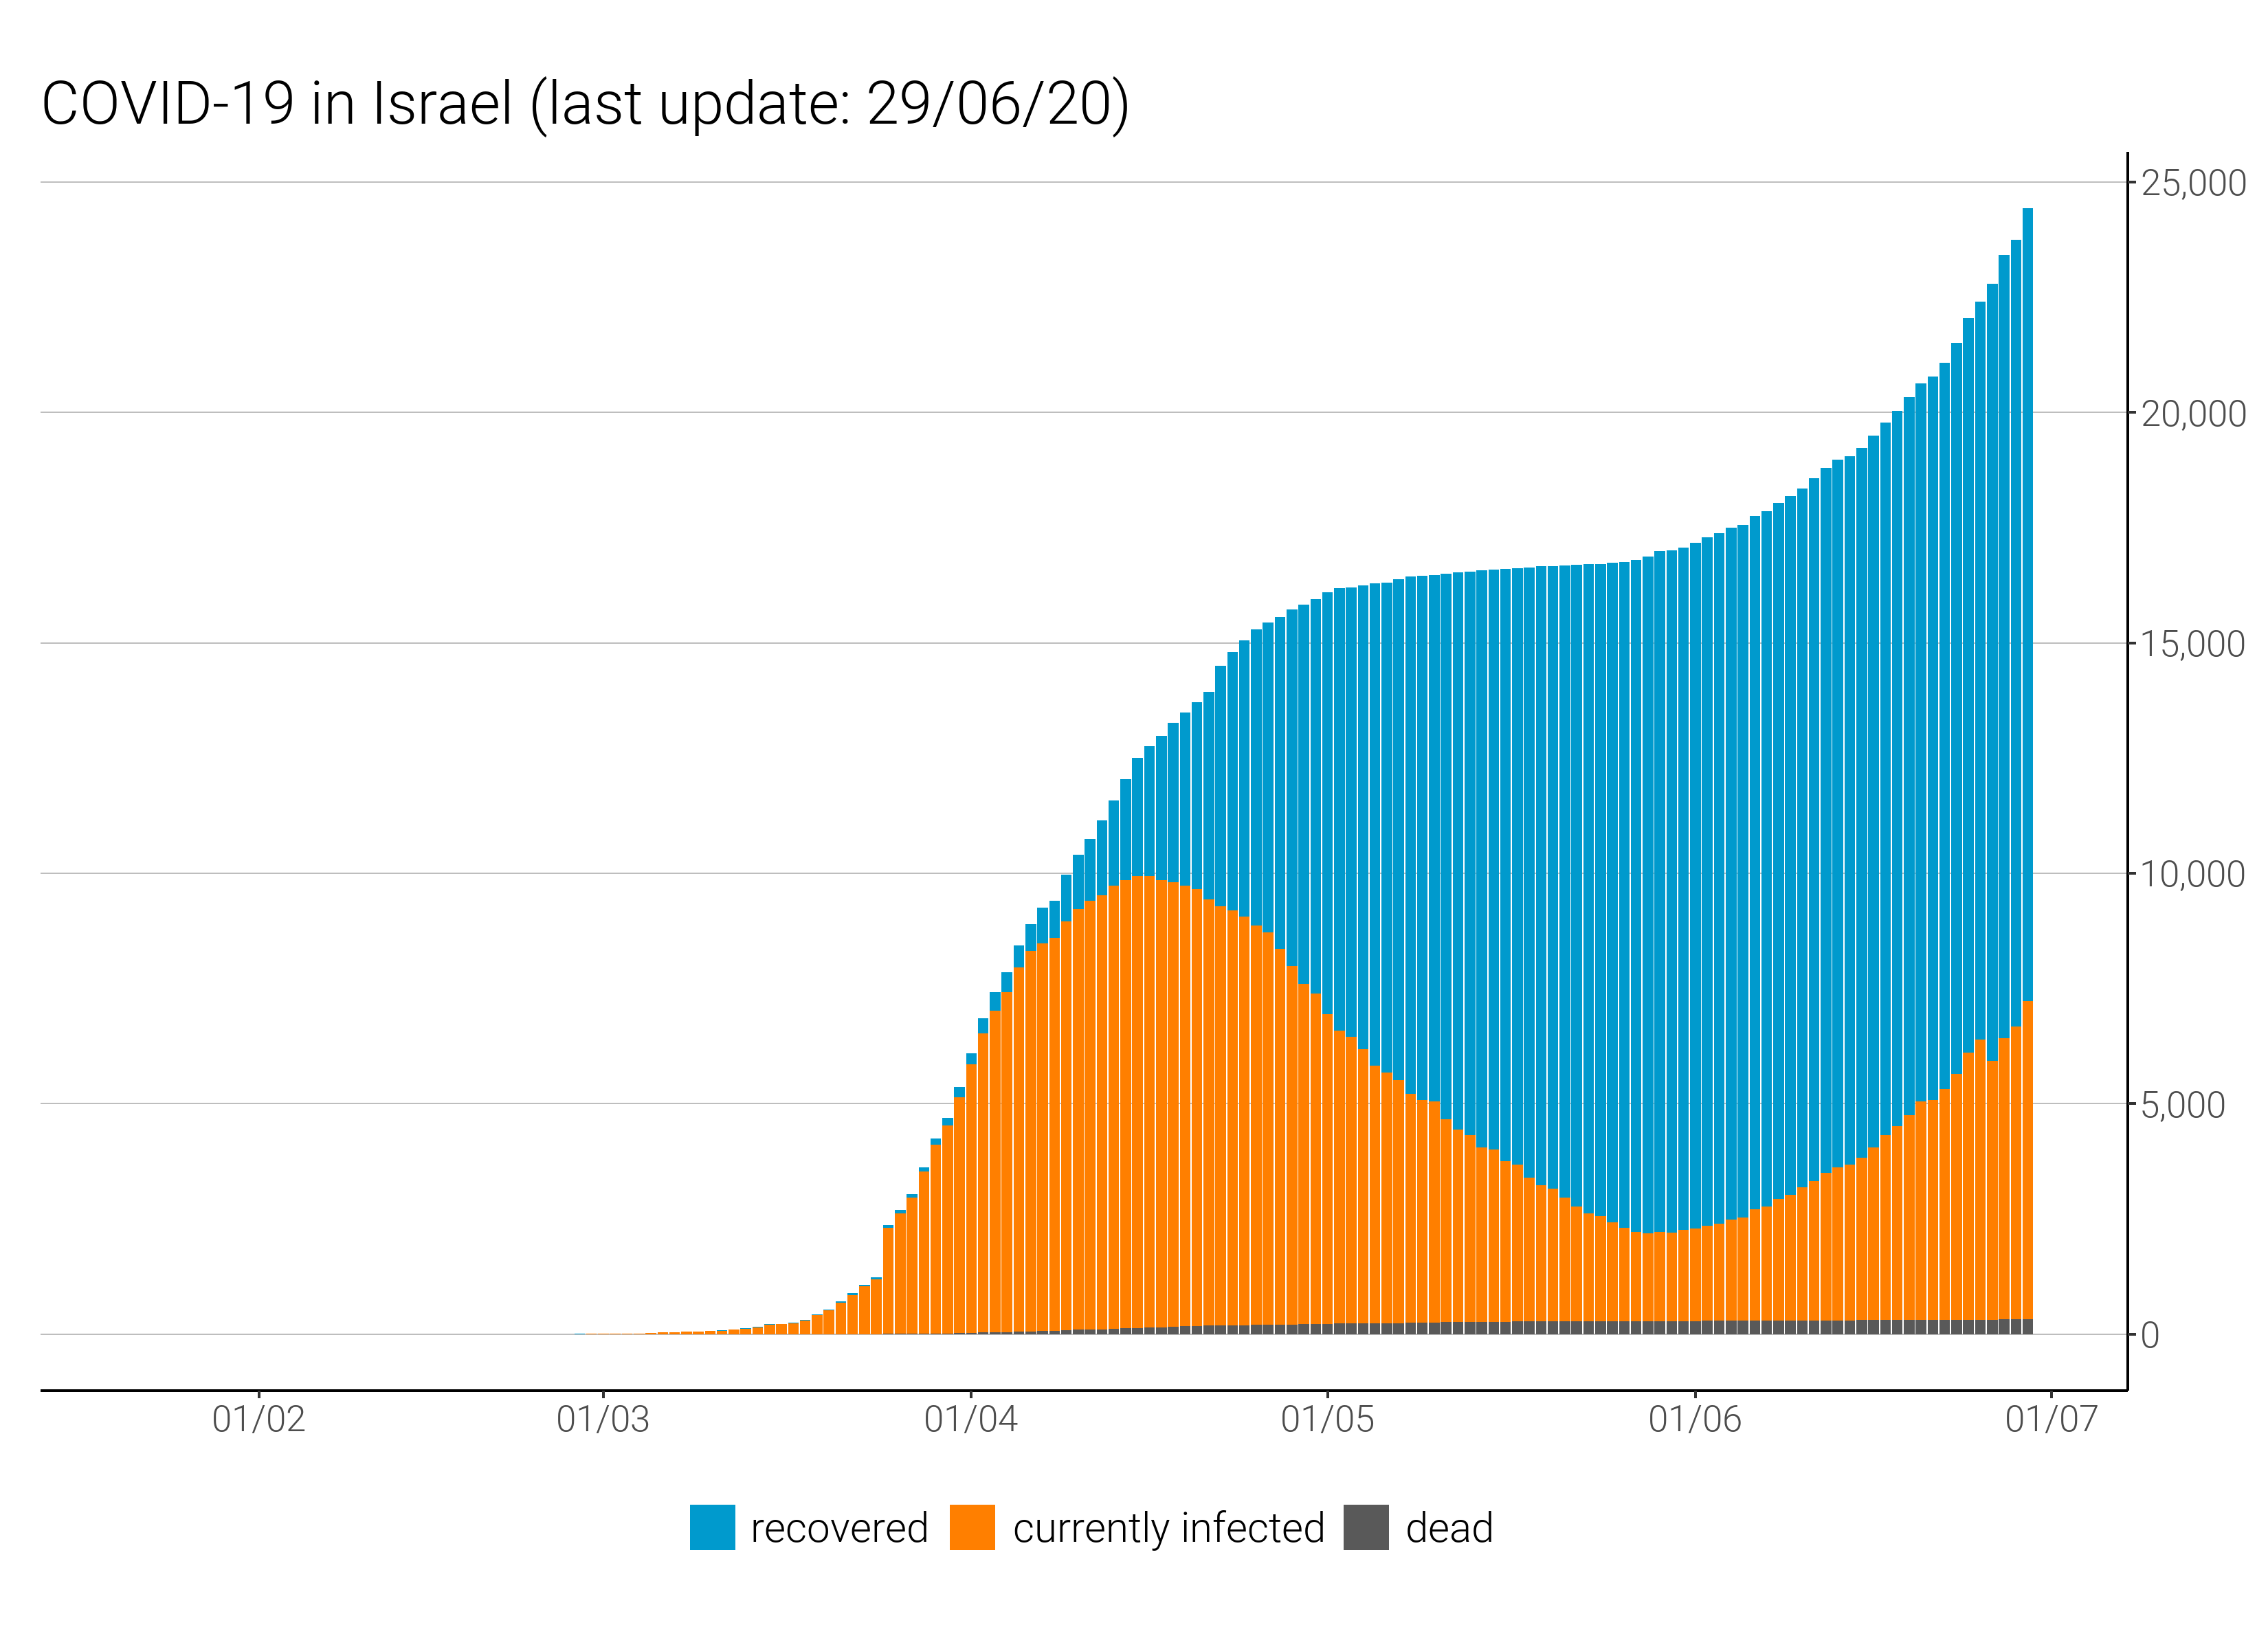 COVID-19 in Israel (last update: 29/06/20)
25,000
20,000
15,000
10,000
5,000
0
01/02 01/03 01/04 01/05 01/06 01/07
recovered currently infected dead